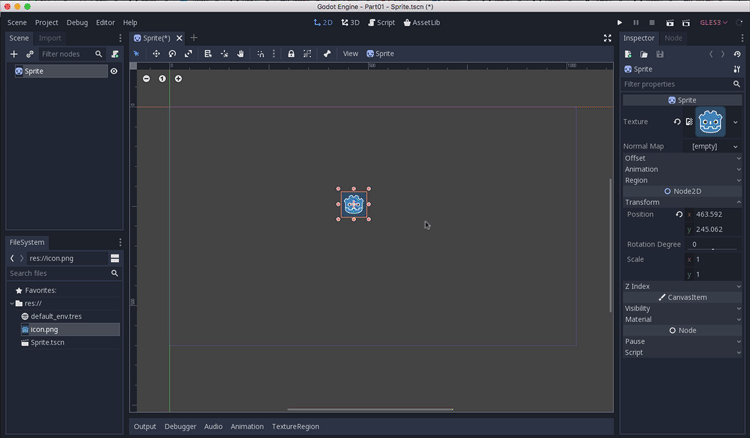 Godot Engine - Part01 - Sprite.tscn (*)
Scene Project Debug Editor Help
2D 3D Script AssetLib
GLES3
Scene Import
Sprite(*)
Inspector Node
Filter nodes
View Sprite
Sprite
Sprite
Filter properties
Sprite
Texture
Normal Map [empty]
Offset
Animation
Region
Node2D
Transform
Position x 463.592
y 245.062
Rotation Degree 0
Scale x 1
y 1
Z Index
CanvasItem
Visibility
Material
Node
Pause
Script
FileSystem
res://icon.png
Search files
Favorites:
res://
default_env.tres
icon.png
Sprite.tscn
Output Debugger Audio Animation TextureRegion